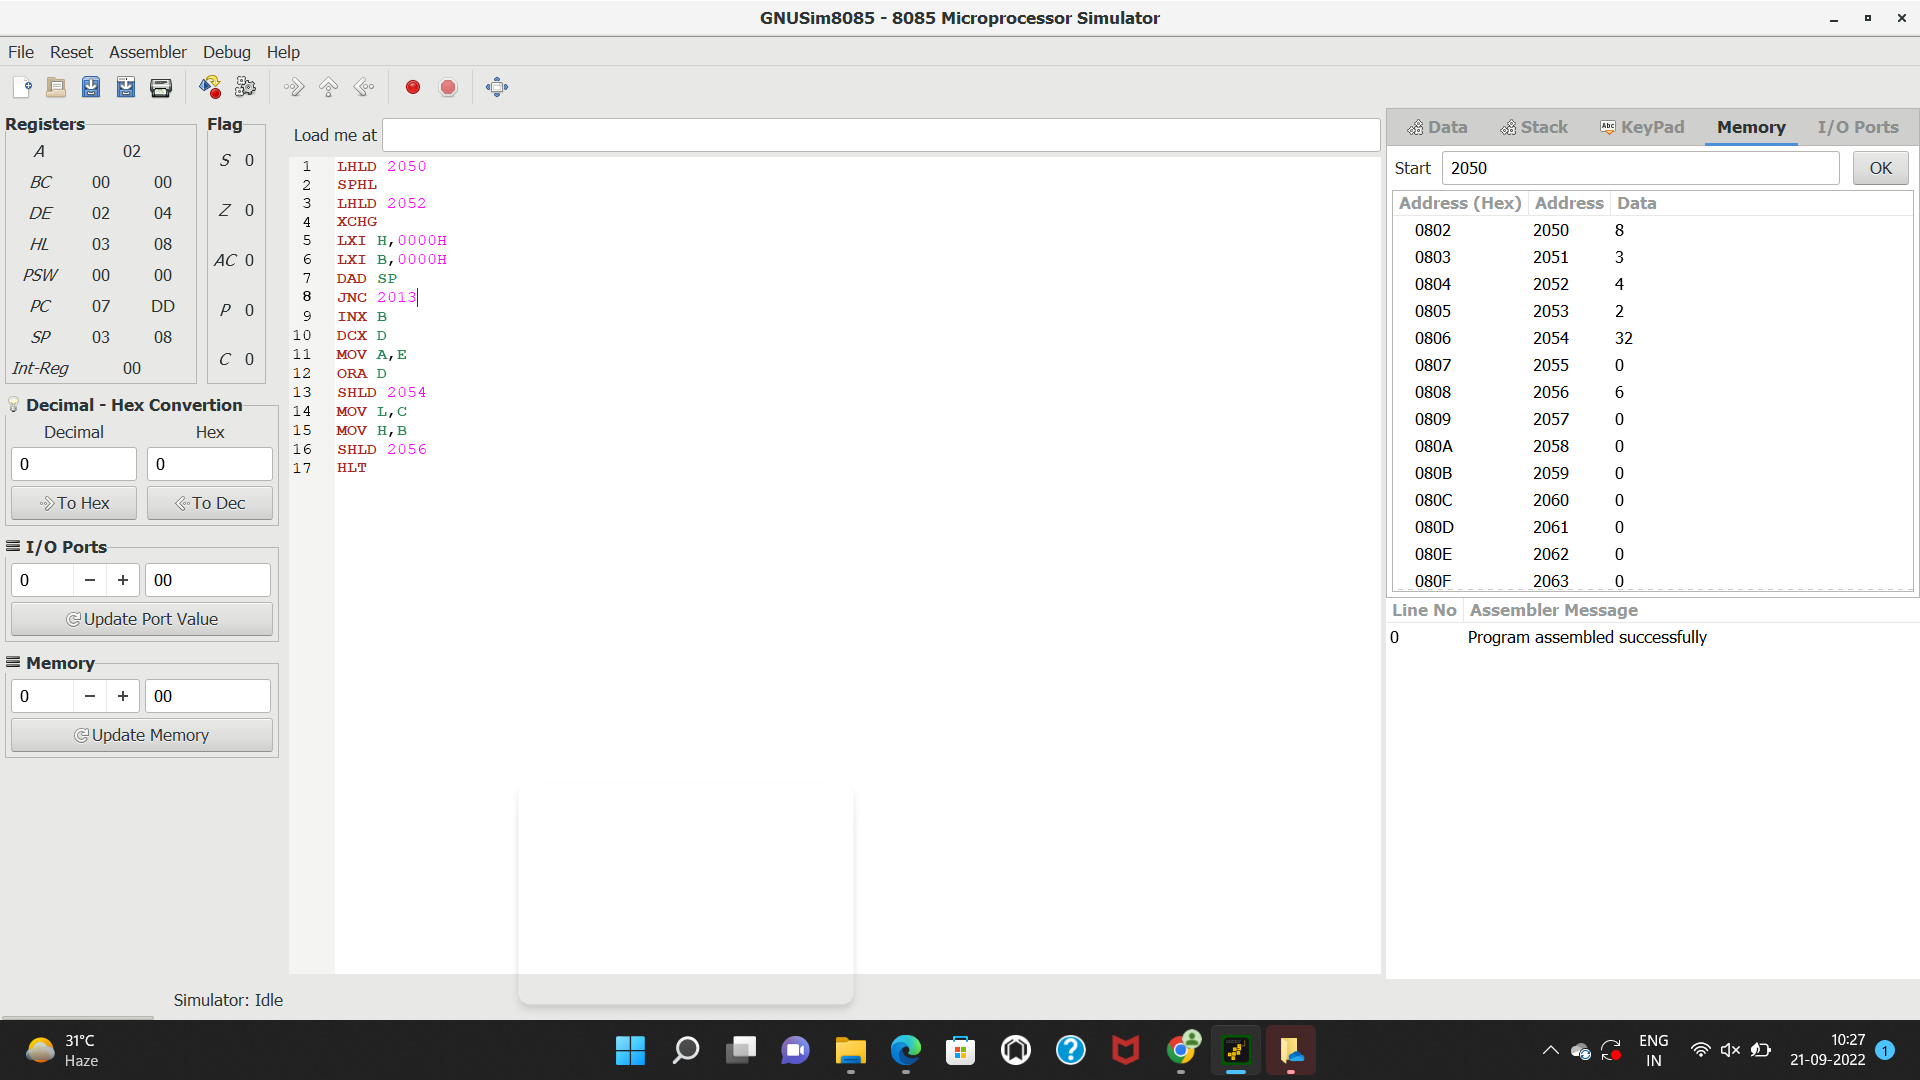 GNUSim8085 - 8085 Microprocessor Simulator
File Reset Assembler Debug Help
Registers
A 02
BC 00 00
DE 02 04
HL 03 08
PSW 00 00
PC 07 DD
SP 03 08
Int-Reg 00
Flag
S 0
Z 0
AC 0
P 0
C 0
Decimal - Hex Convertion
Decimal Hex
0 0
To Hex To Dec
I/O Ports
0 − + 00
Update Port Value
Memory
0 − + 00
Update Memory
Load me at
1 LHLD 2050
2 SPHL
3 LHLD 2052
4 XCHG
5 LXI H,0000H
6 LXI B,0000H
7 DAD SP
8 JNC 2013
9 INX B
10 DCX D
11 MOV A,E
12 ORA D
13 SHLD 2054
14 MOV L,C
15 MOV H,B
16 SHLD 2056
17 HLT
Data Stack Abc KeyPad Memory I/O Ports
Start 2050 OK
Address (Hex) Address Data
0802 2050 8
0803 2051 3
0804 2052 4
0805 2053 2
0806 2054 32
0807 2055 0
0808 2056 6
0809 2057 0
080A 2058 0
080B 2059 0
080C 2060 0
080D 2061 0
080E 2062 0
080F 2063 0
Line No Assembler Message
0 Program assembled successfully
Simulator: Idle
31°C
Haze
ENG
IN
10:27
21-09-2022
1